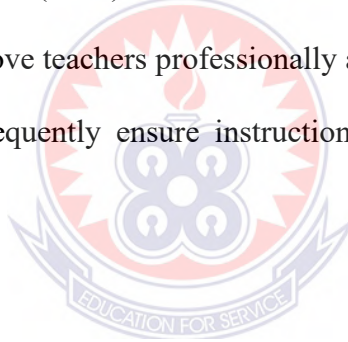 ove teachers professionally a
equently ensure instruction
EDUCATION FOR SERVICE